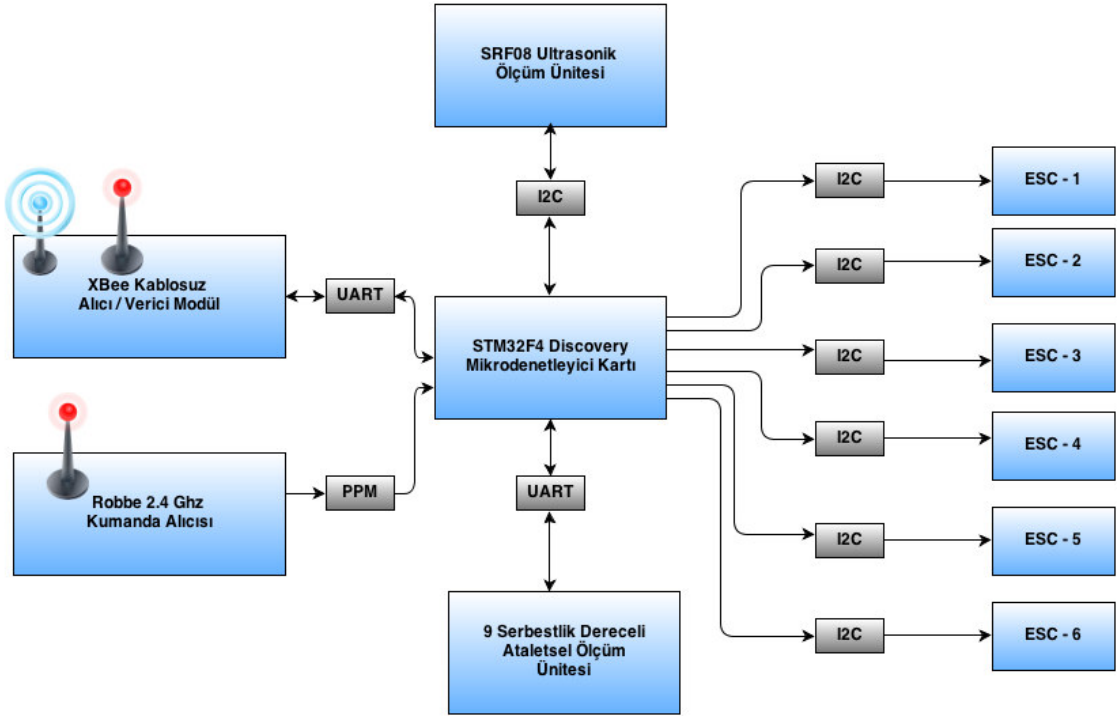 SRF08 Ultrasonik
Ölçüm Ünitesi
I2C
XBee Kablosuz
Alıcı / Verici Modül
UART
STM32F4 Discovery
Mikrodenetleyici Kartı
Robbe 2.4 Ghz
Kumanda Alıcısı
PPM
UART
9 Serbestlik Dereceli
Ataletsel Ölçüm
Ünitesi
I2C
ESC - 1
I2C
ESC - 2
I2C
ESC - 3
I2C
ESC - 4
I2C
ESC - 5
I2C
ESC - 6